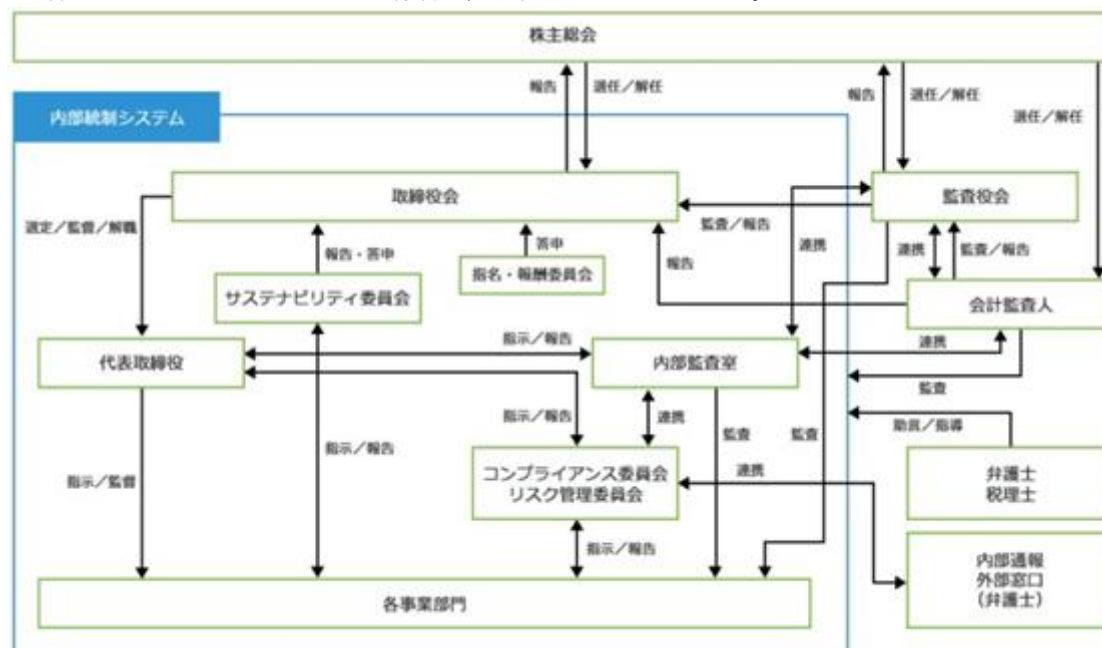 株主総会
報告
選任／解任
報告
選任／解任
選任／解任
内部統制システム
取締役会
監査役会
選定／監督／解職
監査／報告
報告・答申
答申
報告
連携
連携
監査／報告
サステナビリティ委員会
指名・報酬委員会
会計監査人
代表取締役
指示／報告
内部監査室
連携
監査
指示／報告
連携
指示／報告
監査
監査
助言／指導
指示／監督
コンプライアンス委員会
リスク管理委員会
連携
弁護士
税理士
指示／報告
各事業部門
内部通報
外部窓口
（弁護士）